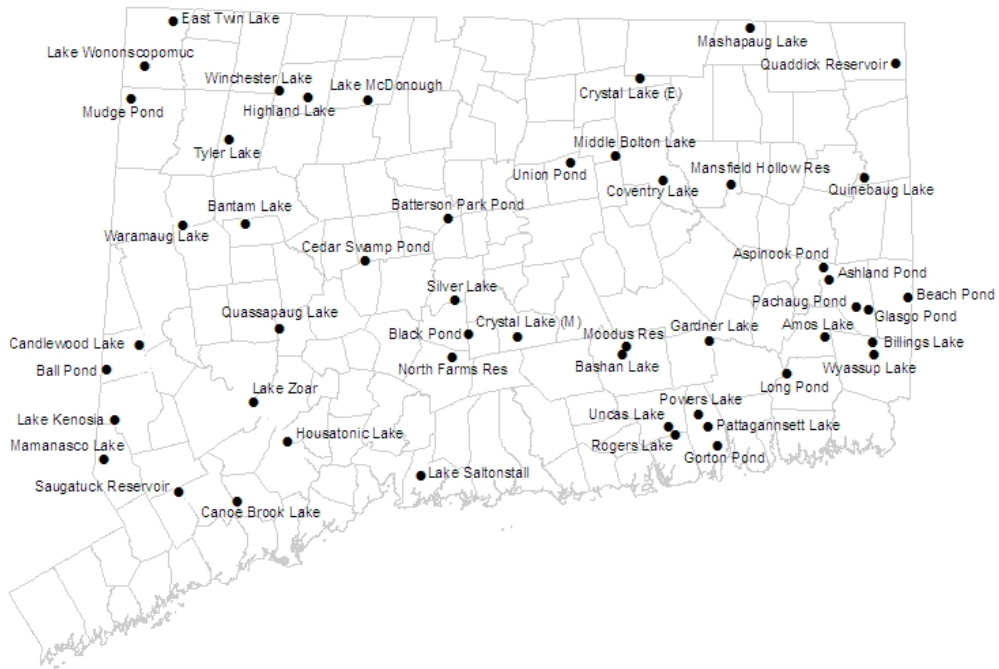 East Twin Lake
Mashapaug Lake
Lake Wononscopomuc
Quaddick Reservoir
Winchester Lake
Lake McDonough
Crystal Lake (E)
Mudge Pond
Highland Lake
Middle Bolton Lake
Tyler Lake
Union Pond
Mansfield Hollow Res
Coventry Lake
Quinebaug Lake
Bantam Lake
Batterson Park Pond
Waramaug Lake
Cedar Swamp Pond
Aspinook Pond
Ashland Pond
Silver Lake
Beach Pond
Pachaug Pond
Quassapaug Lake
Glasgo Pond
Crystal Lake (M)
Amos Lake
Gardner Lake
Black Pond
Moodus Res
Candlewood Lake
Billings Lake
Ball Pond
North Farms Res
Bashan Lake
Wyassup Lake
Long Pond
Lake Zoar
Powers Lake
Lake Kenosia
Uncas Lake
Pattagannsett Lake
Housatonic Lake
Mamanasco Lake
Rogers Lake
Gorton Pond
Lake Saltonstall
Saugatuck Reservoir
Canoe Brook Lake